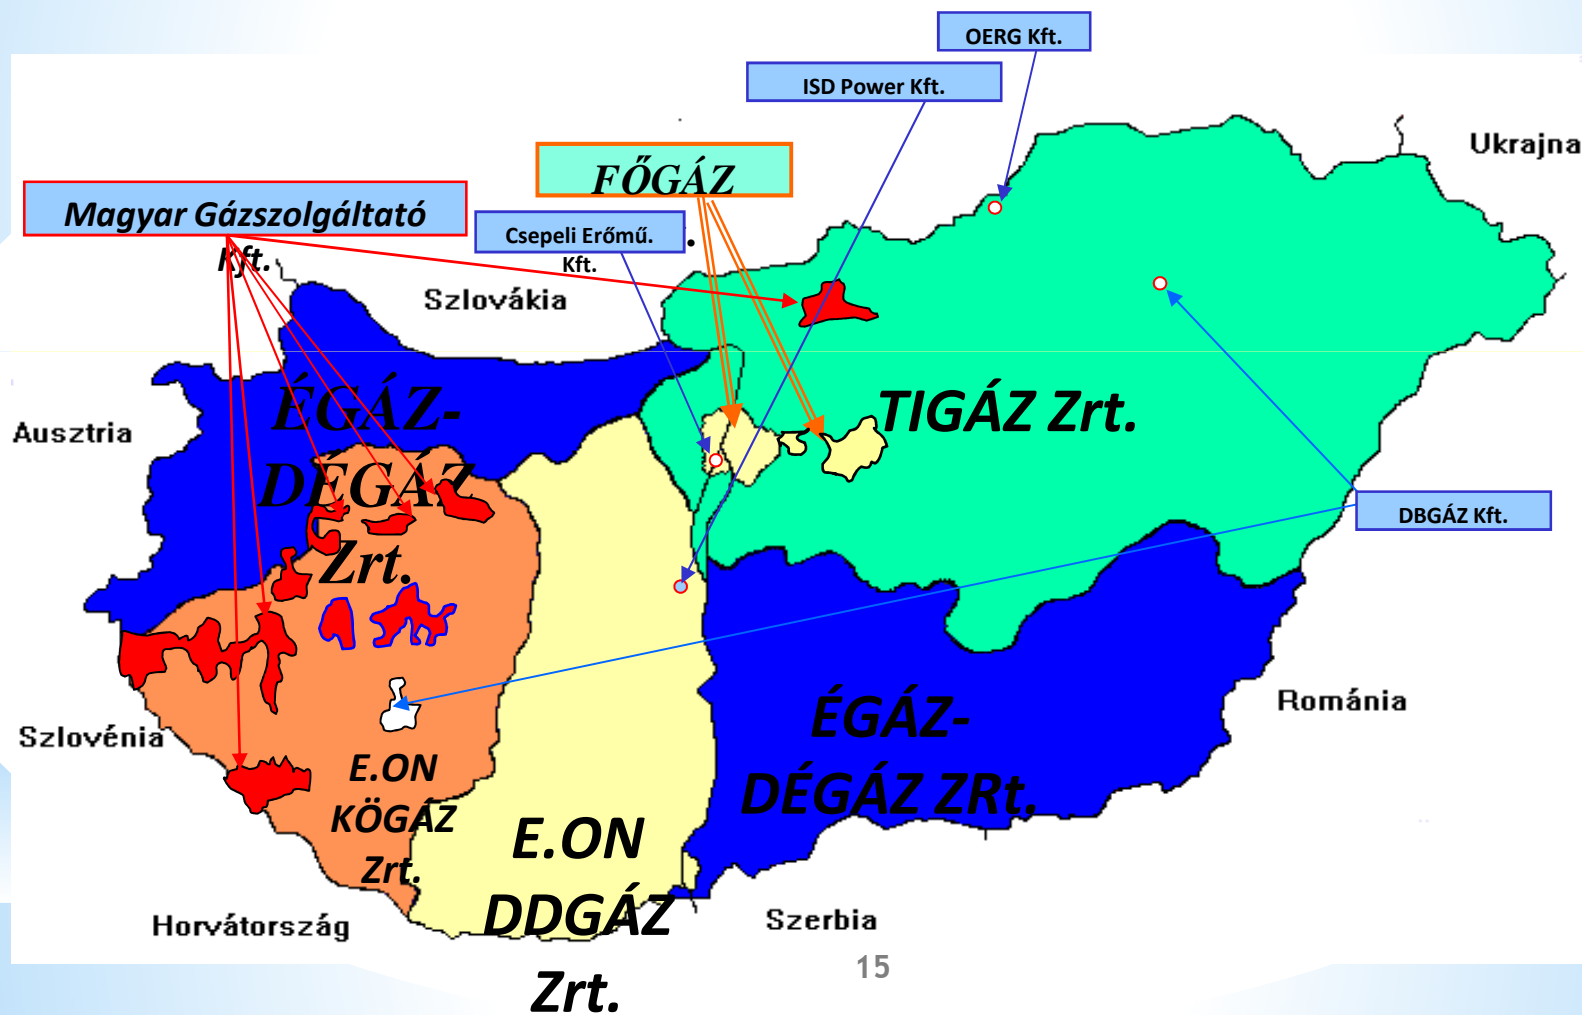 OERG Kft.
ISD Power Kft.
Ukrajna
FŐGÁZ
Magyar Gázszolgáltató
Kft.
Csepeli Erőmű.
Kft.
.
Szlovákia
ÉGÁZ-
DÉGÁZ
Zrt.
TIGÁZ Zrt.
Ausztria
DBGÁZ Kft.
Románia
Szlovénia
ÉGÁZ-
DÉGÁZ ZRt.
E.ON
KÖGÁZ
Zrt.
E.ON
DDGÁZ
Zrt.
Horvátország
Szerbia
15